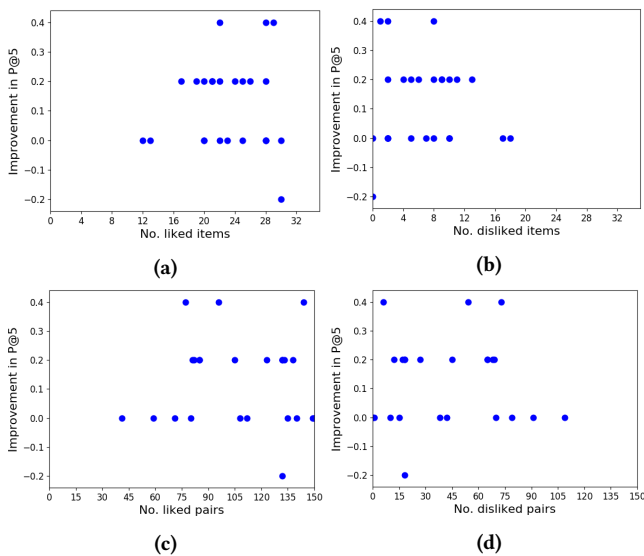 0.4
0.3
0.2
0.1
0.0
−0.1
−0.2
Improvement in P@5
0 4 8 12 16 20 24 28 32
No. liked items
(a)
0.4
0.3
0.2
0.1
0.0
−0.1
−0.2
Improvement in P@5
0 4 8 12 16 20 24 28 32
No. disliked items
(b)
0.4
0.3
0.2
0.1
0.0
−0.1
−0.2
Improvement in P@5
0 15 30 45 60 75 90 105 120 135 150
No. liked pairs
(c)
0.4
0.3
0.2
0.1
0.0
−0.1
−0.2
Improvement in P@5
0 15 30 45 60 75 90 105 120 135 150
No. disliked pairs
(d)